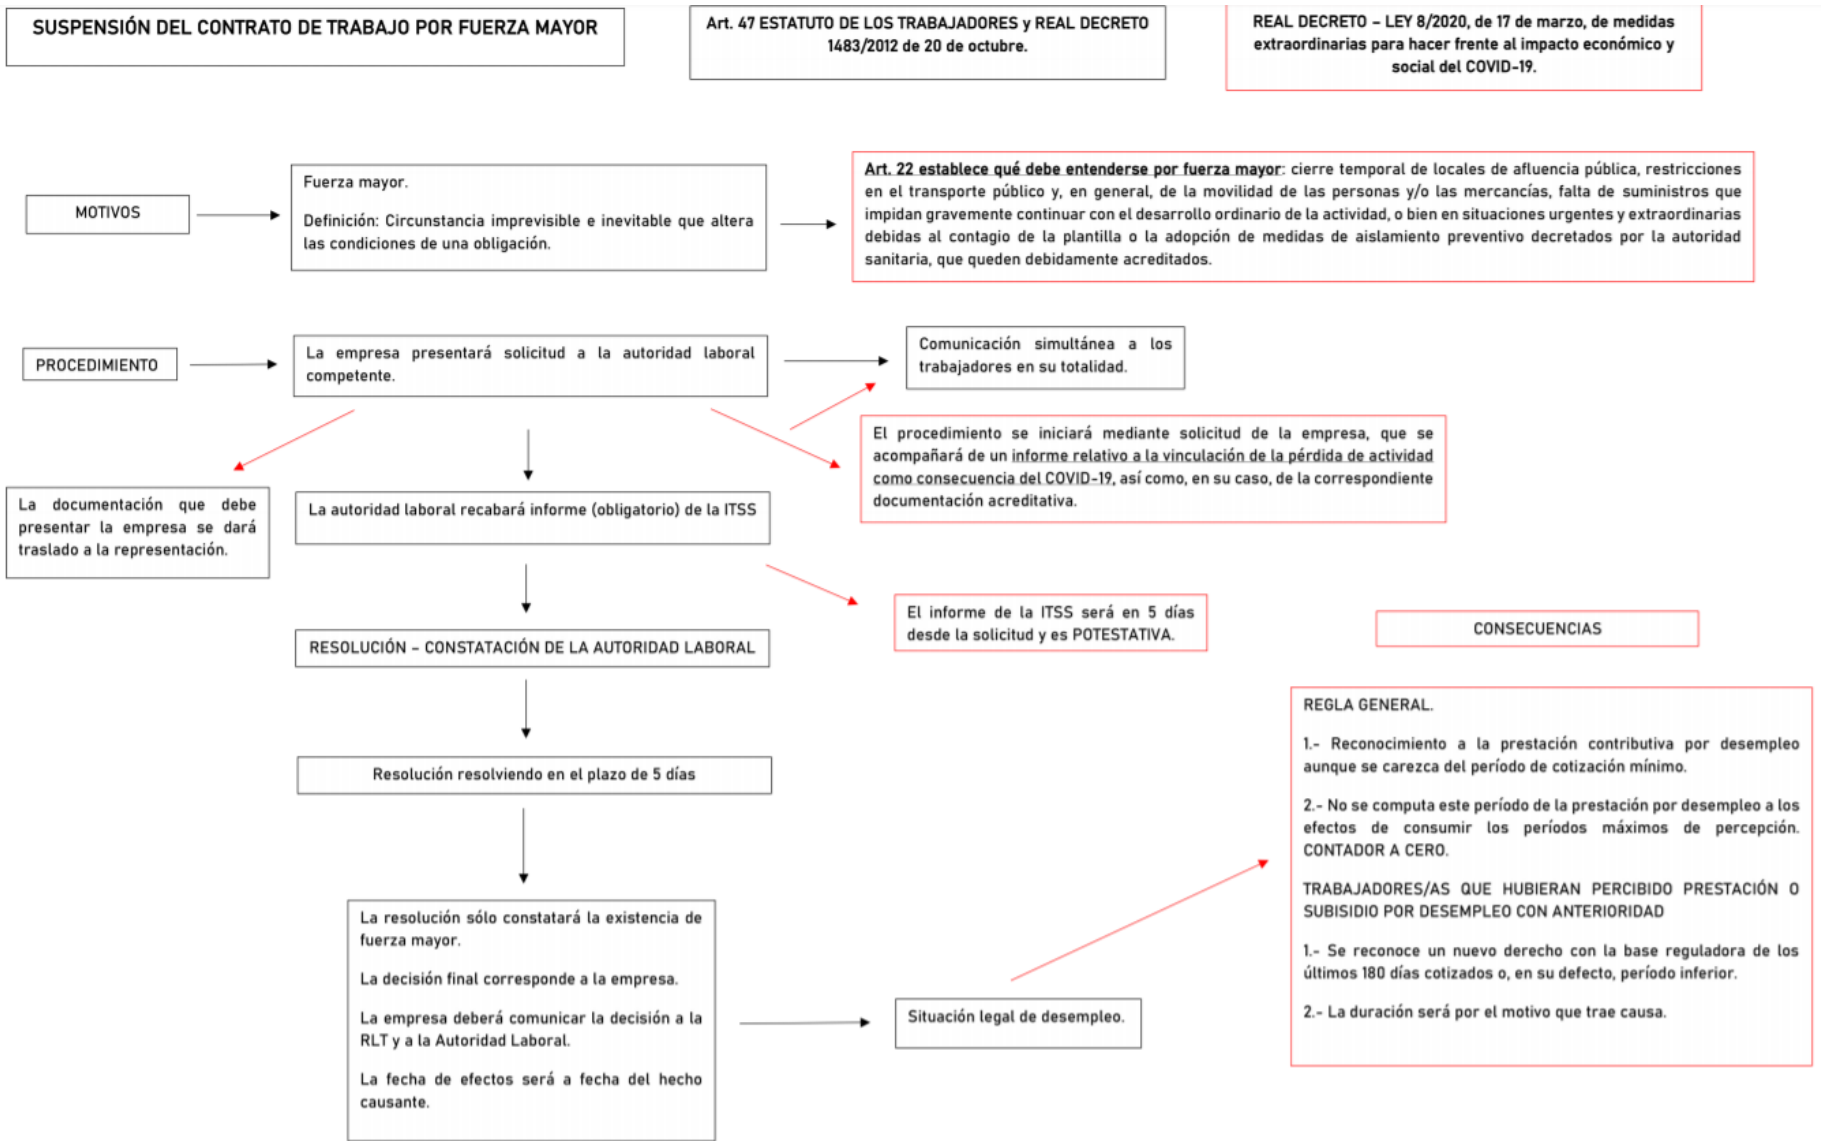 SUSPENSIÓN DEL CONTRATO DE TRABAJO POR FUERZA MAYOR
Art. 47 ESTATUTO DE LOS TRABAJADORES y REAL DECRETO
1483/2012 de 20 de octubre.
REAL DECRETO – LEY 8/2020, de 17 de marzo, de medidas
extraordinarias para hacer frente al impacto económico y
social del COVID-19.
MOTIVOS
Fuerza mayor.
Definición: Circunstancia imprevisible e inevitable que altera
las condiciones de una obligación.
Art. 22 establece qué debe entenderse por fuerza mayor: cierre temporal de locales de afluencia pública, restricciones
en el transporte público y, en general, de la movilidad de las personas y/o las mercancías, falta de suministros que
impidan gravemente continuar con el desarrollo ordinario de la actividad, o bien en situaciones urgentes y extraordinarias
debidas al contagio de la plantilla o la adopción de medidas de aislamiento preventivo decretados por la autoridad
sanitaria, que queden debidamente acreditados.
PROCEDIMIENTO
La empresa presentará solicitud a la autoridad laboral
competente.
Comunicación simultánea a los
trabajadores en su totalidad.
El procedimiento se iniciará mediante solicitud de la empresa, que se
acompañará de un informe relativo a la vinculación de la pérdida de actividad
como consecuencia del COVID-19, así como, en su caso, de la correspondiente
documentación acreditativa.
La documentación que debe
presentar la empresa se dará
traslado a la representación.
La autoridad laboral recabará informe (obligatorio) de la ITSS
El informe de la ITSS será en 5 días
desde la solicitud y es POTESTATIVA.
RESOLUCIÓN – CONSTATACIÓN DE LA AUTORIDAD LABORAL
Resolución resolviendo en el plazo de 5 días
La resolución sólo constatará la existencia de
fuerza mayor.
La decisión final corresponde a la empresa.
La empresa deberá comunicar la decisión a la
RLT y a la Autoridad Laboral.
La fecha de efectos será a fecha del hecho
causante.
Situación legal de desempleo.
CONSECUENCIAS
REGLA GENERAL.
1.- Reconocimiento a la prestación contributiva por desempleo
aunque se carezca del período de cotización mínimo.
2.- No se computa este período de la prestación por desempleo a los
efectos de consumir los períodos máximos de percepción.
CONTADOR A CERO.
TRABAJADORES/AS QUE HUBIERAN PERCIBIDO PRESTACIÓN O
SUBISIDIO POR DESEMPLEO CON ANTERIORIDAD
1.- Se reconoce un nuevo derecho con la base reguladora de los
últimos 180 días cotizados o, en su defecto, período inferior.
2.- La duración será por el motivo que trae causa.